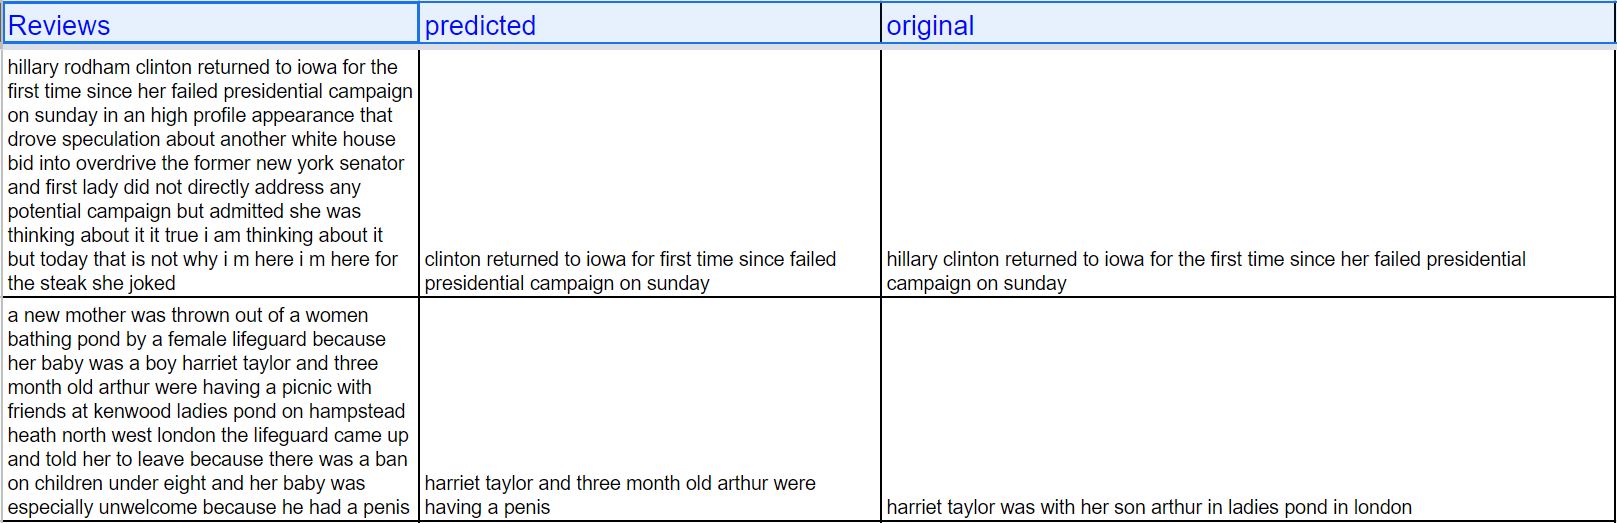 Reviews
predicted
original
hillary rodham clinton returned to iowa for the
first time since her failed presidential campaign
on sunday in an high profile appearance that
drove speculation about another white house
bid into overdrive the former new york senator
and first lady did not directly address any
potential campaign but admitted she was
thinking about it it true i am thinking about it
but today that is not why i m here i m here for
the steak she joked
clinton returned to iowa for first time since failed
presidential campaign on sunday
hillary clinton returned to iowa for the first time since her failed presidential
campaign on sunday
a new mother was thrown out of a women
bathing pond by a female lifeguard because
her baby was a boy harriet taylor and three
month old arthur were having a picnic with
friends at kenwood ladies pond on hampstead
heath north west london the lifeguard came up
and told her to leave because there was a ban
on children under eight and her baby was
especially unwelcome because he had a penis
harriet taylor and three month old arthur were
having a penis
harriet taylor was with her son arthur in ladies pond in london